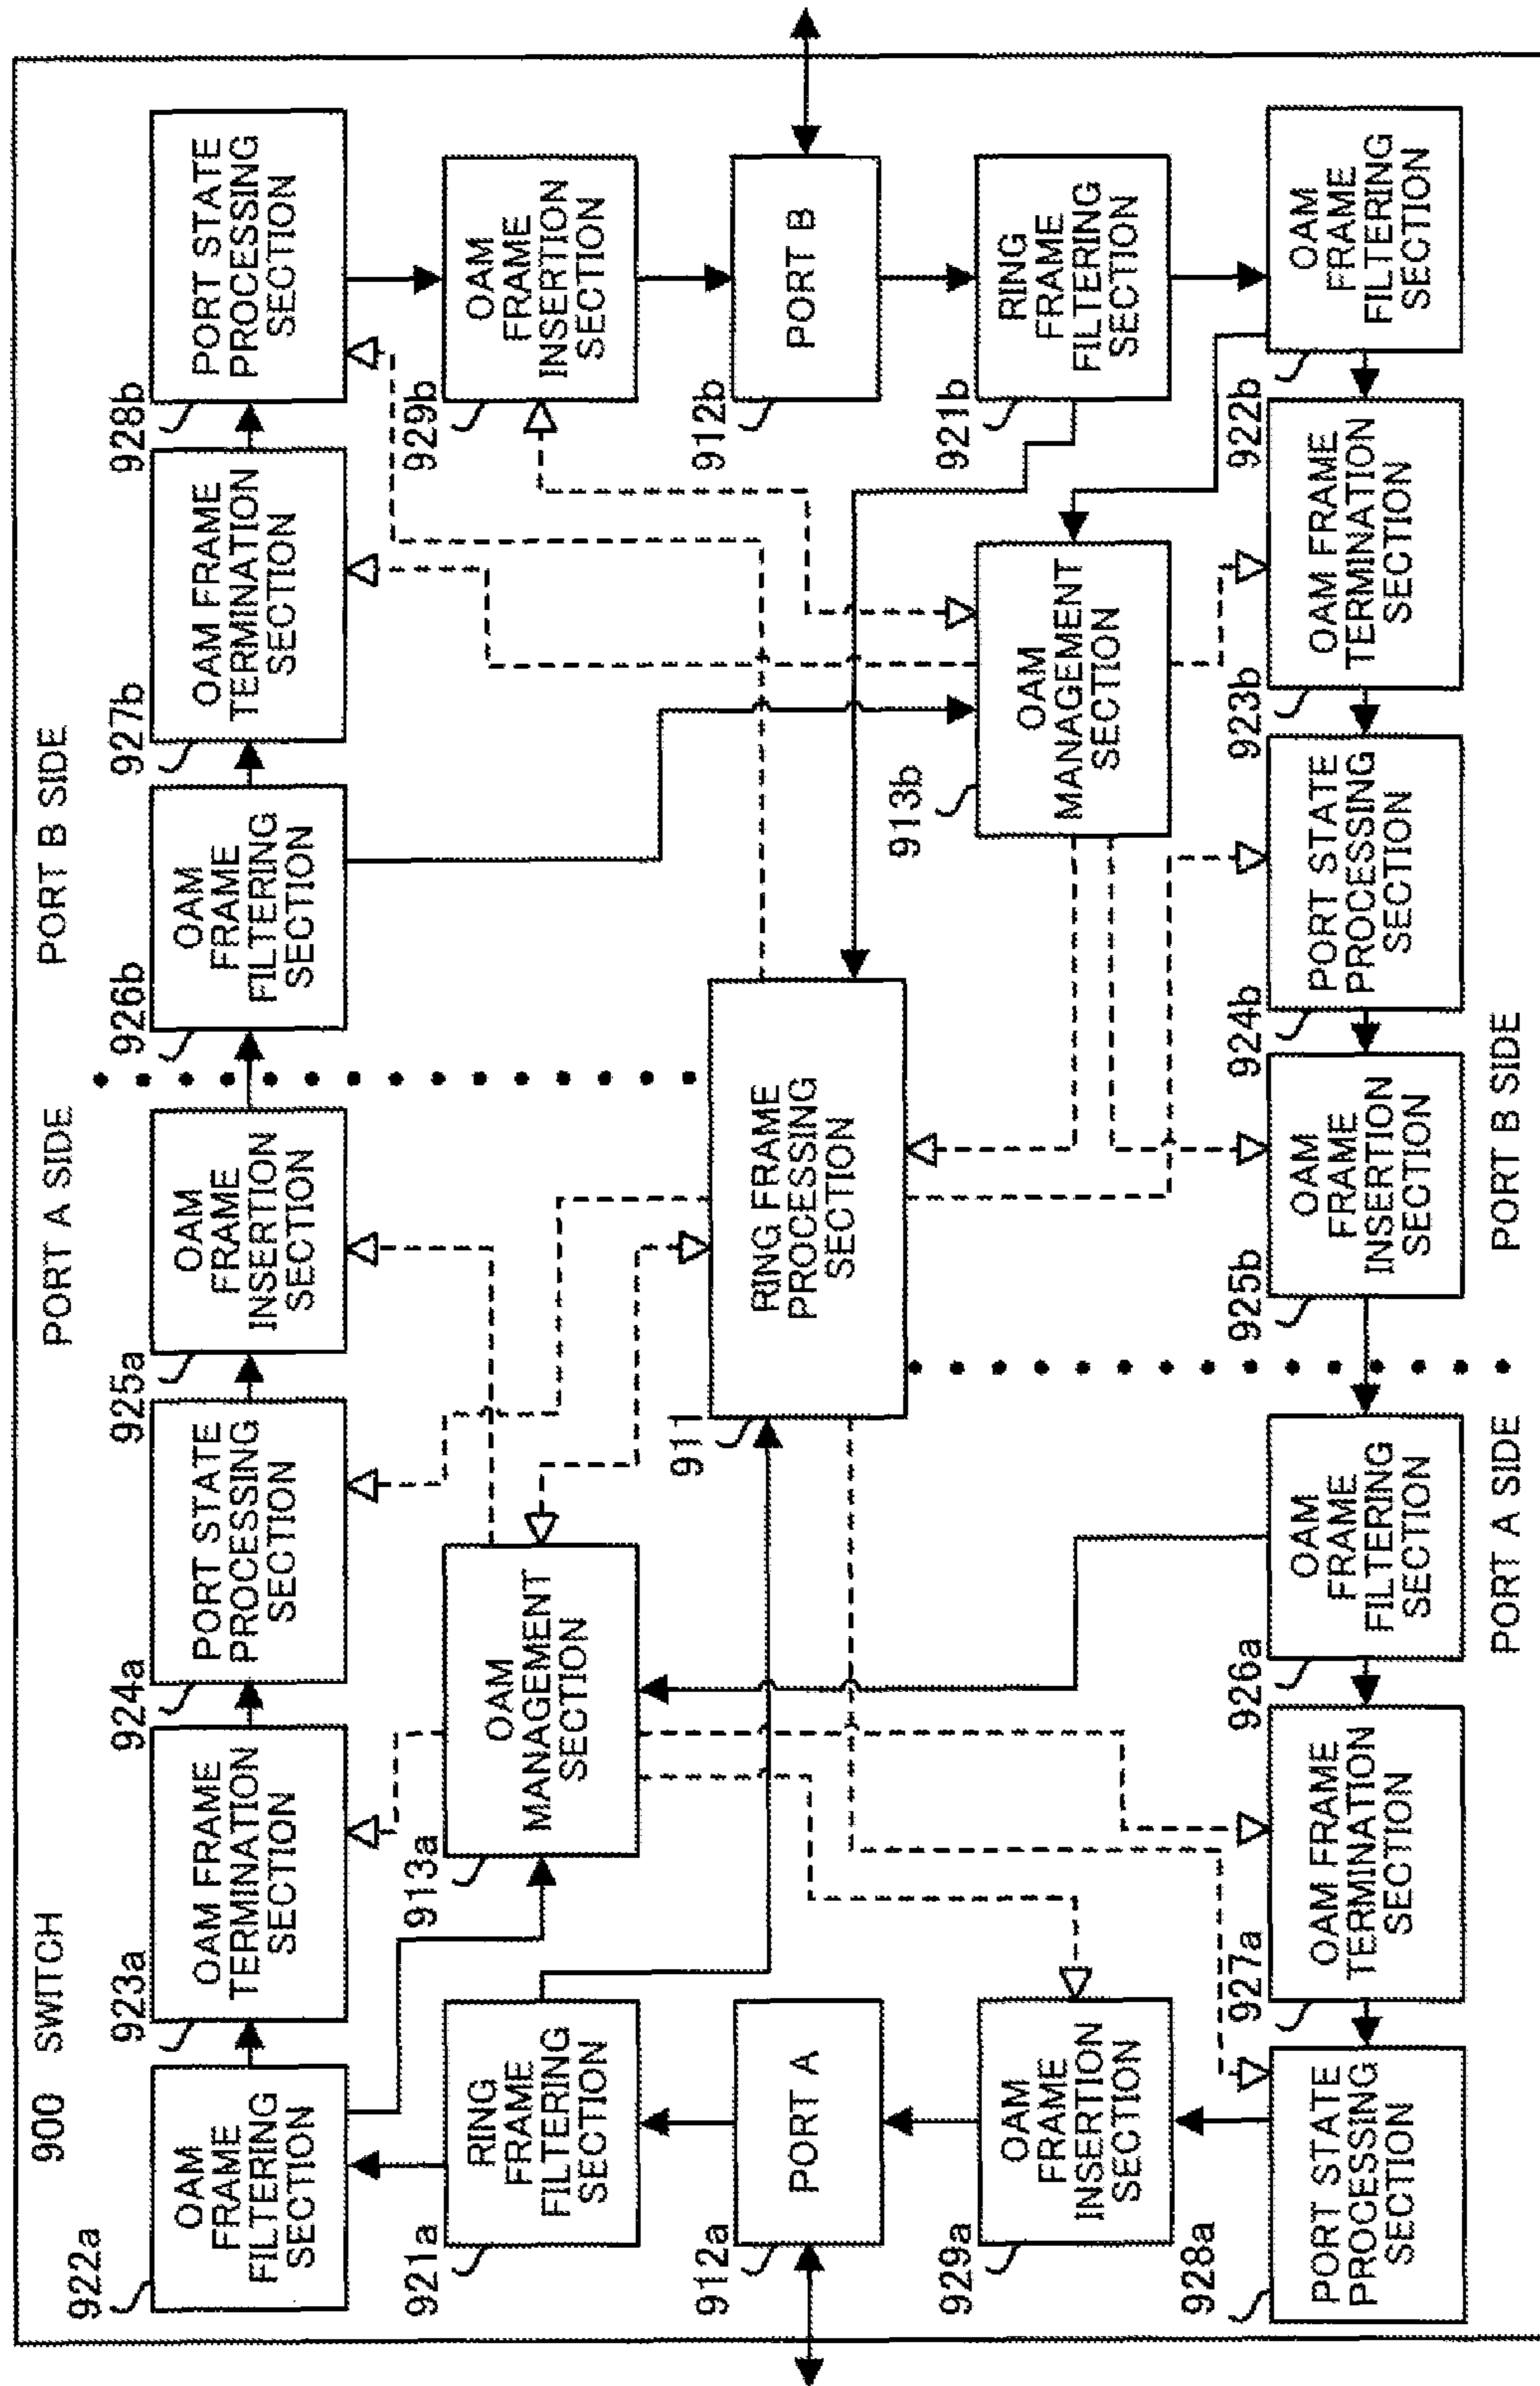 900 SWITCH
PORT A SIDE
PORT B SIDE
922a
OAM
FRAME
FILTERING
SECTION
923a
OAM FRAME
TERMINATION
SECTION
924a
PORT STATE
PROCESSING
SECTION
925a
OAM
FRAME
INSERTION
SECTION
926b
OAM
FRAME
FILTERING
SECTION
927b
OAM FRAME
TERMINATION
SECTION
928b
PORT STATE
PROCESSING
SECTION
921a
RING
FRAME
FILTERING
SECTION
913a
OAM
MANAGEMENT
SECTION
929b
OAM
FRAME
INSERTION
SECTION
912a
PORT A
911
RING FRAME
PROCESSING
SECTION
912b
PORT B
929a
OAM
FRAME
INSERTION
SECTION
913b
OAM
MANAGEMENT
SECTION
921b
RING
FRAME
FILTERING
SECTION
928a
PORT STATE
PROCESSING
SECTION
927a
OAM FRAME
TERMINATION
SECTION
926a
OAM
FRAME
FILTERING
SECTION
925b
OAM
FRAME
INSERTION
SECTION
924b
PORT STATE
PROCESSING
SECTION
923b
OAM FRAME
TERMINATION
SECTION
922b
OAM
FRAME
FILTERING
SECTION
PORT A SIDE
PORT B SIDE